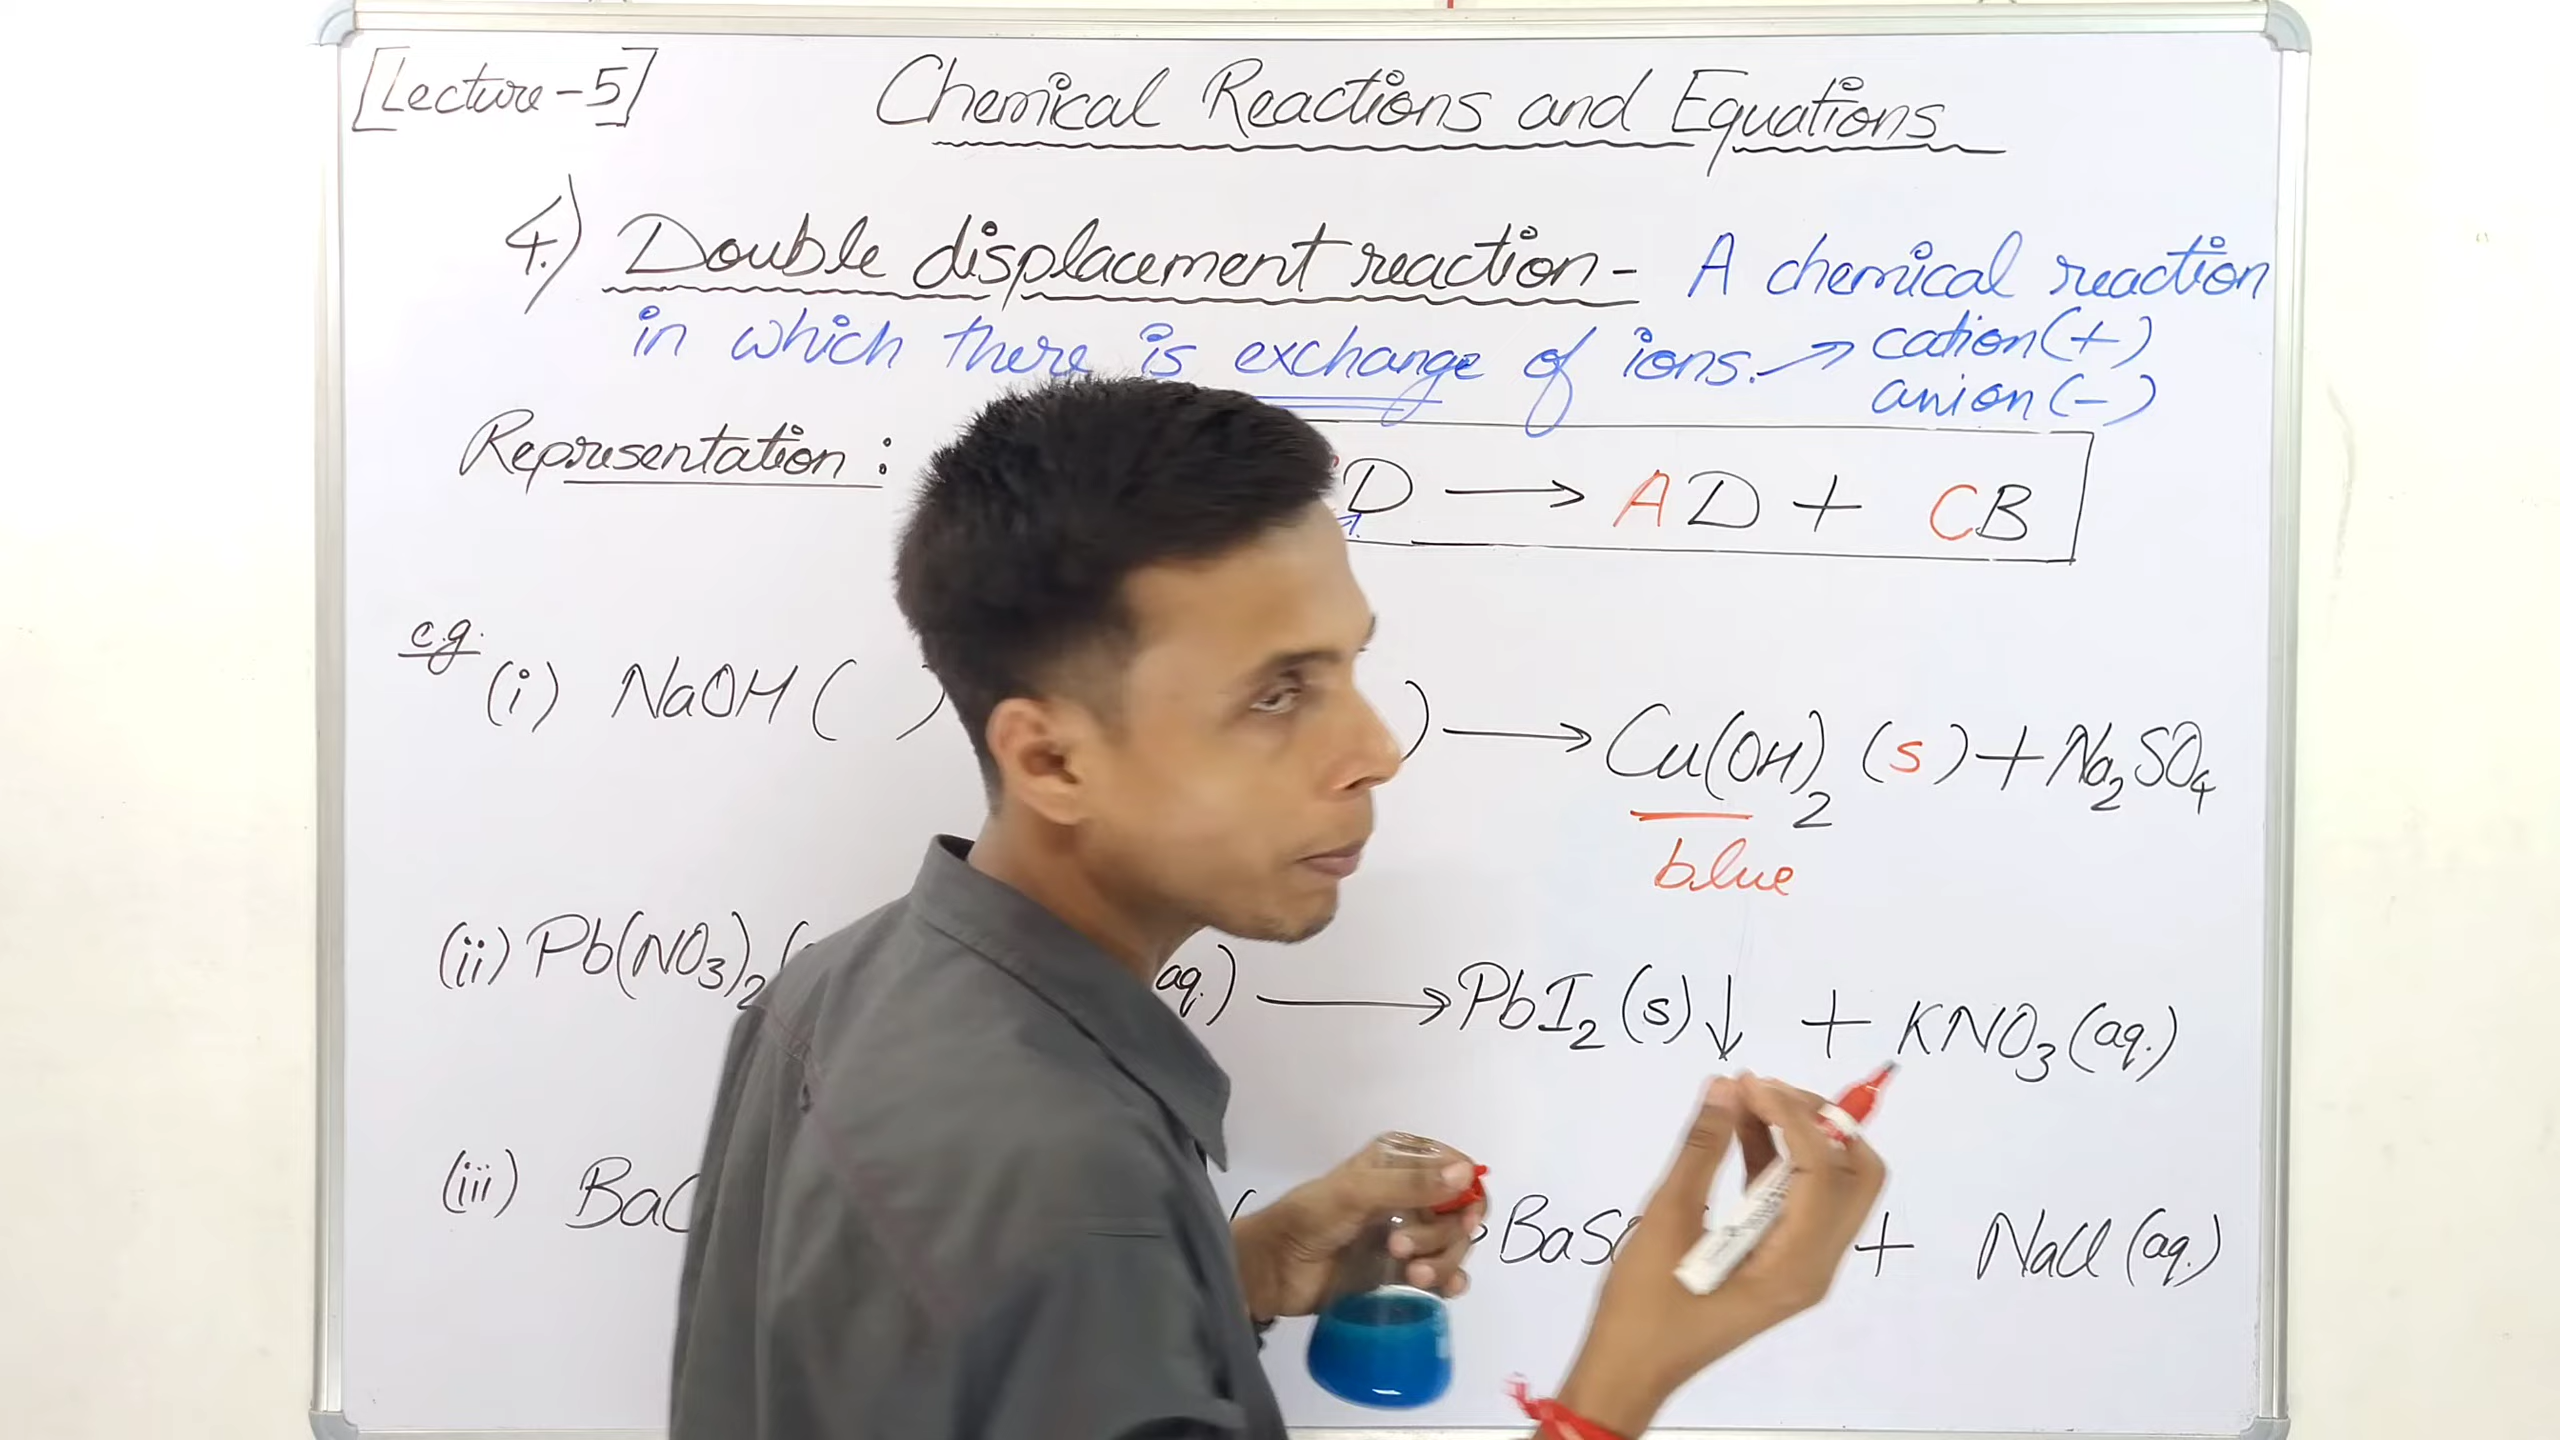 [Lecture-5]
Chemical Reactions and Equations
4.) Double displacement reaction- A chemical reaction
in which there is exchange of ions. → cation(+)
anion(-)
Representation :
D → AD + CB
e.g.
(i) NaOH ( ) ) → Cu(OH)₂ (s) + Na₂SO₄
blue
(ii) Pb(NO₃)₂ ( aq.) → PbI₂ (s)↓ + KNO₃ (aq.)
(iii) + NaCl (aq.)